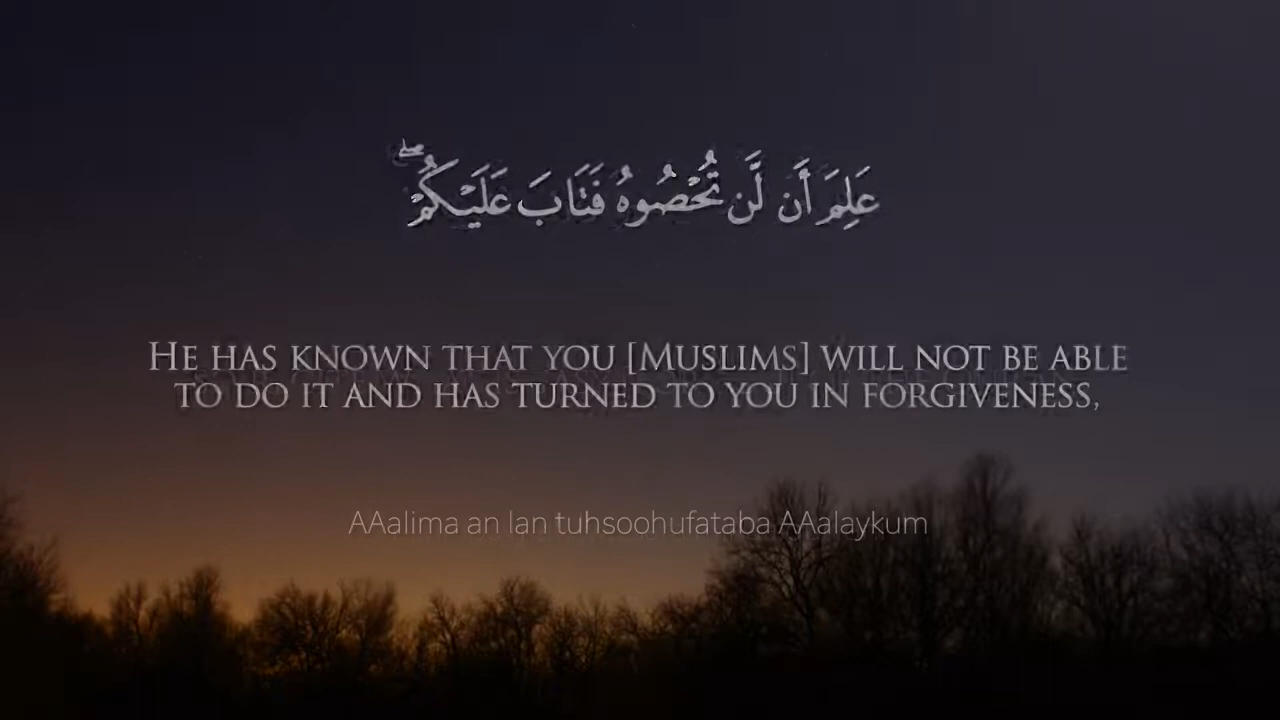 عَلِمَ أَن لَّن تُحْصُوهُ فَتَابَ عَلَيْكُمْ ۖ
He has known that you [Muslims] will not be able
to do it and has turned to you in forgiveness,
AAalima an lan tuhsoohufataba AAalaykum